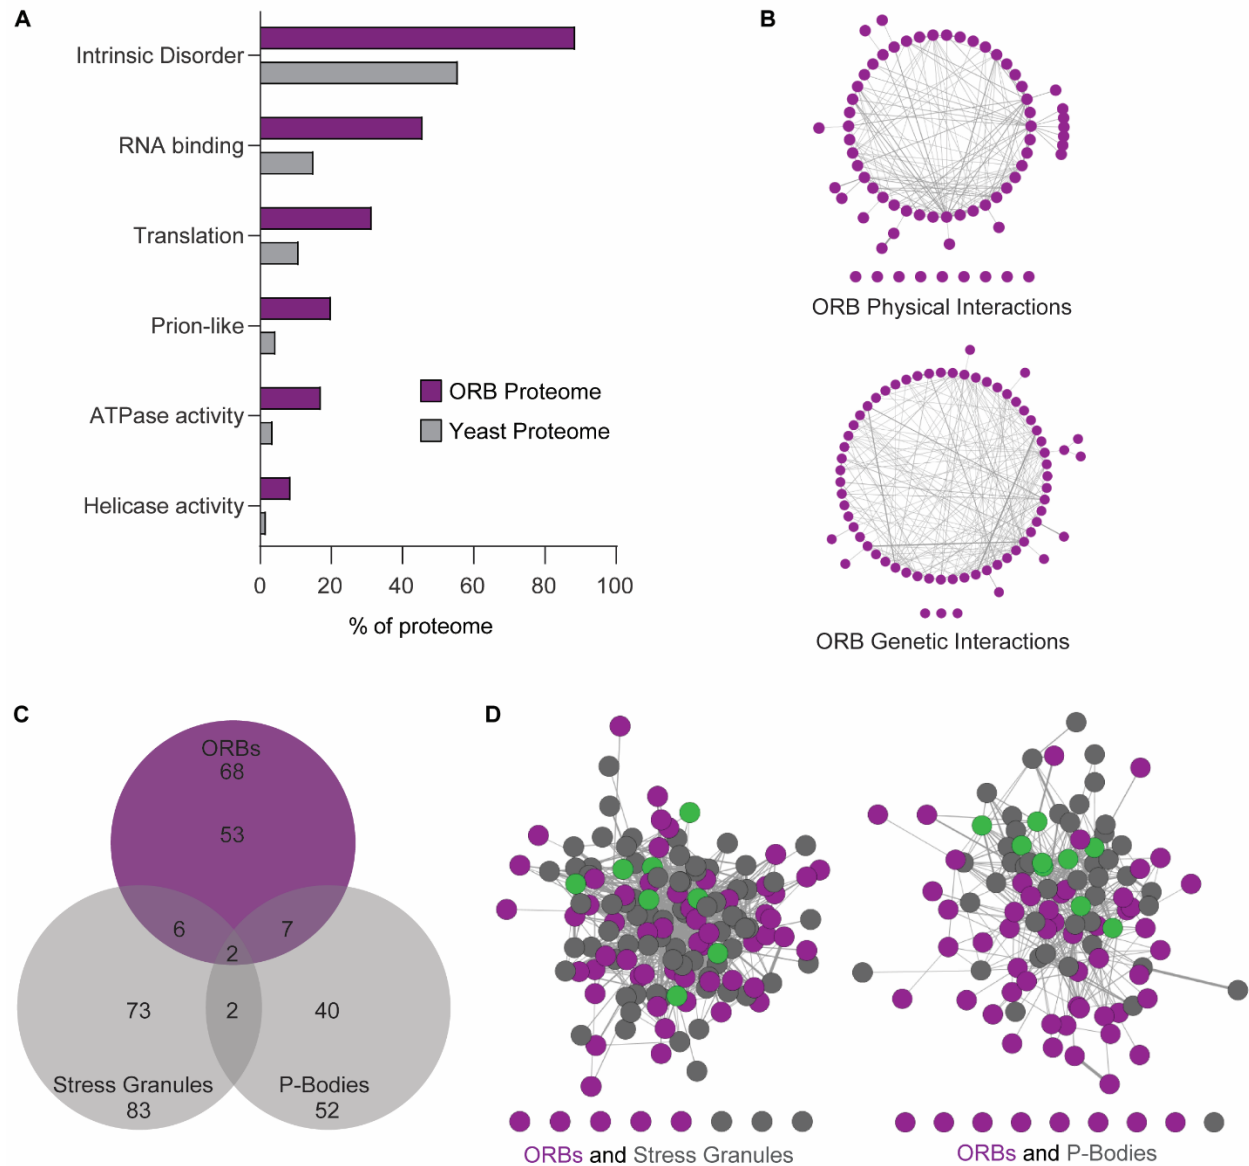 A
Intrinsic Disorder
RNA binding
Translation
Prion-like
ATPase activity
Helicase activity
ORB Proteome
Yeast Proteome
0 20 40 60 80 100
% of proteome
B
ORB Physical Interactions
ORB Genetic Interactions
C
ORBs
68
53
6
7
2
73
2
40
Stress Granules
83
P-Bodies
52
D
ORBs and Stress Granules
ORBs and P-Bodies